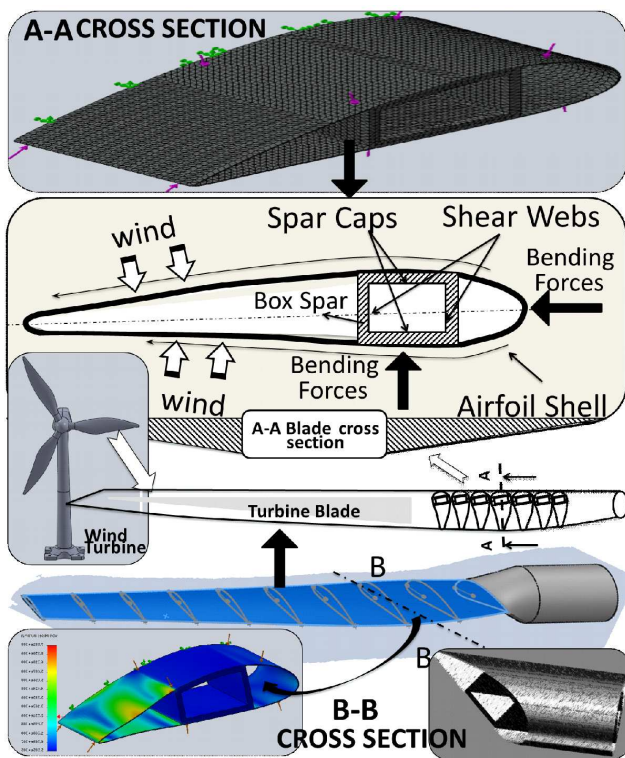 A-A CROSS SECTION
Spar Caps
Shear Webs
wind
Bending
Forces
Box Spar
Bending
Forces
wind
Airfoil Shell
A-A Blade cross
section
A
Turbine Blade
A
Wind
Turbine
B
B
B-B
CROSS SECTION